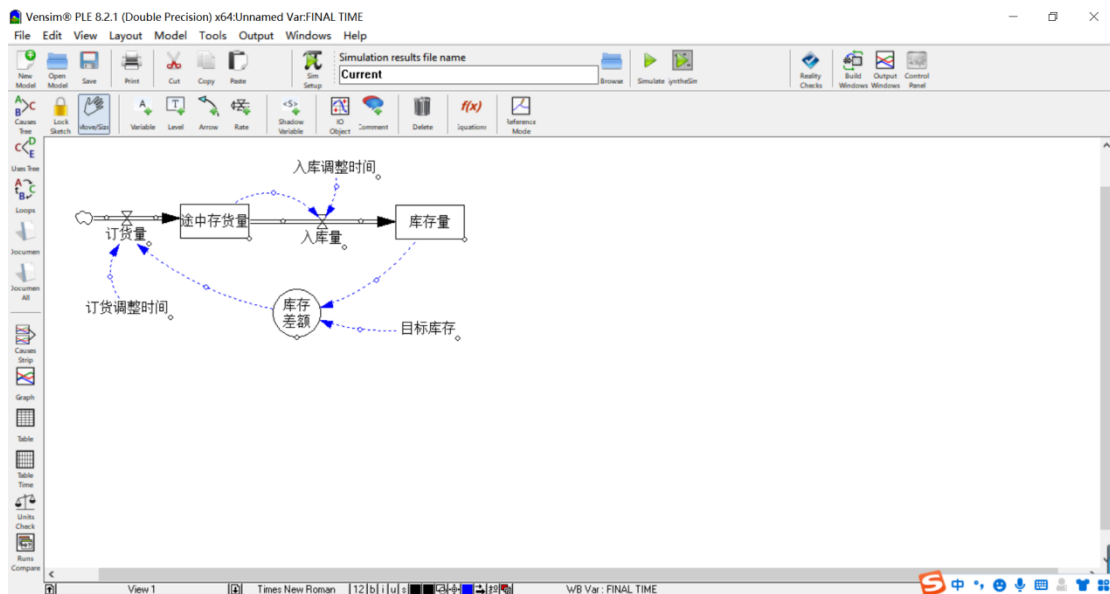 Vensim® PLE 8.2.1 (Double Precision) x64:Unnamed Var:FINAL TIME
File Edit View Layout Model Tools Output Windows Help
Simulation results file name
Current
New Model
Open Model
Save
Print
Cut
Copy
Paste
Sim Setup
Browse
Simulate
Reality Checks
Build Windows
Output Windows
Control Panel
Causes Tree
Lock Sketch
Move/Size
Variable
Level
Arrow
Rate
Shadow Variable
IO Object
Comment
Delete
Equations
Reference Mode
Uses Tree
Loops
Documen
Documen All
Causes Strip
Graph
Table
Table Time
Units Check
Runs Compare
入库调整时间
途中存货量
库存量
订货量
入库量
订货调整时间
库存
差额
目标库存
View 1
Times New Roman
12 b i u s
WB Var : FINAL TIME
中